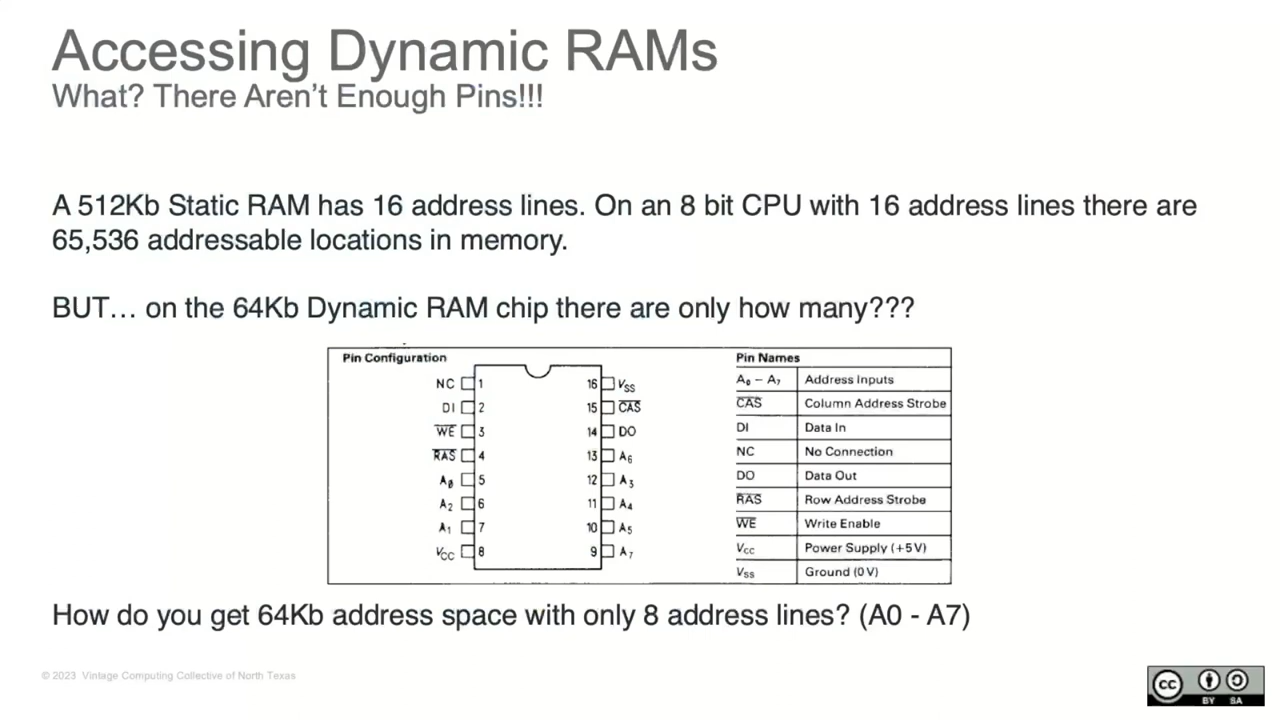 Accessing Dynamic RAMs
What? There Aren't Enough Pins!!!
A 512Kb Static RAM has 16 address lines. On an 8 bit CPU with 16 address lines there are
65,536 addressable locations in memory.
BUT… on the 64Kb Dynamic RAM chip there are only how many???
Pin Configuration
NC 1 16 VSS
DI 2 15 CAS
WE 3 14 DO
RAS 4 13 A6
A0 5 12 A3
A2 6 11 A4
A1 7 10 A5
VCC 8 9 A7
Pin Names
A0 – A7 Address Inputs
CAS Column Address Strobe
DI Data In
NC No Connection
DO Data Out
RAS Row Address Strobe
WE Write Enable
VCC Power Supply (+5V)
VSS Ground (0V)
How do you get 64Kb address space with only 8 address lines? (A0 - A7)
© 2023 Vintage Computing Collective of North Texas
CC BY SA